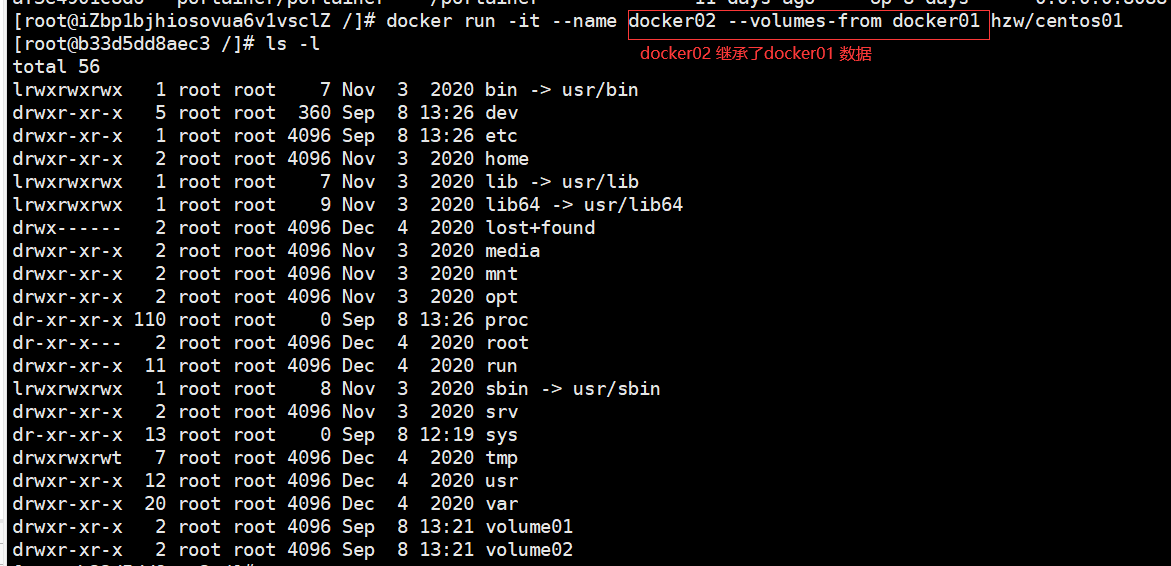 [root@iZbp1bjhiosovua6v1vsclZ /]# docker run -it --name docker02 --volumes-from docker01 hzw/centos01
docker02 继承了docker01 数据
[root@b33d5dd8aec3 /]# ls -l
total 56
lrwxrwxrwx   1 root root    7 Nov  3  2020 bin -> usr/bin
drwxr-xr-x   5 root root  360 Sep  8 13:26 dev
drwxr-xr-x   1 root root 4096 Sep  8 13:26 etc
drwxr-xr-x   2 root root 4096 Nov  3  2020 home
lrwxrwxrwx   1 root root    7 Nov  3  2020 lib -> usr/lib
lrwxrwxrwx   1 root root    9 Nov  3  2020 lib64 -> usr/lib64
drwx------   2 root root 4096 Dec  4  2020 lost+found
drwxr-xr-x   2 root root 4096 Nov  3  2020 media
drwxr-xr-x   2 root root 4096 Nov  3  2020 mnt
drwxr-xr-x   2 root root 4096 Nov  3  2020 opt
dr-xr-xr-x 110 root root    0 Sep  8 13:26 proc
dr-xr-x---   2 root root 4096 Dec  4  2020 root
drwxr-xr-x  11 root root 4096 Dec  4  2020 run
lrwxrwxrwx   1 root root    8 Nov  3  2020 sbin -> usr/sbin
drwxr-xr-x   2 root root 4096 Nov  3  2020 srv
dr-xr-xr-x  13 root root    0 Sep  8 12:19 sys
drwxrwxrwt   7 root root 4096 Dec  4  2020 tmp
drwxr-xr-x  12 root root 4096 Dec  4  2020 usr
drwxr-xr-x  20 root root 4096 Dec  4  2020 var
drwxr-xr-x   2 root root 4096 Sep  8 13:21 volume01
drwxr-xr-x   2 root root 4096 Sep  8 13:21 volume02